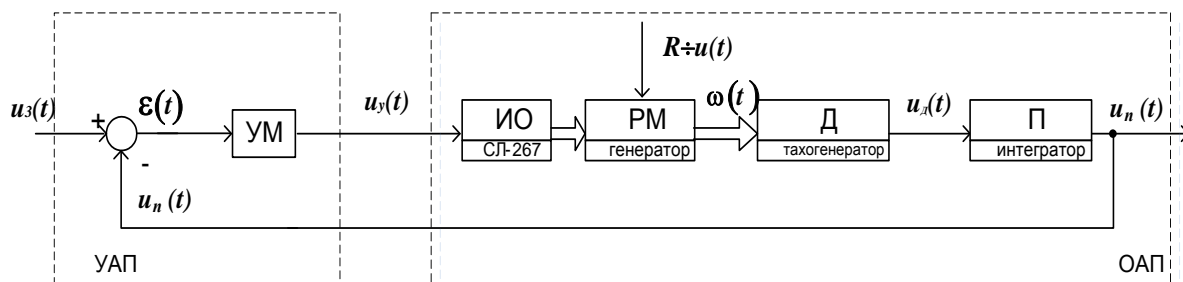 R÷u(t)
uз(t)
+
ε(t)
УМ
uу(t)
ИО
СЛ-267
РМ
генератор
ω(t)
Д
тахогенератор
uд(t)
П
интегратор
uп(t)
-
uп(t)
УАП
ОАП